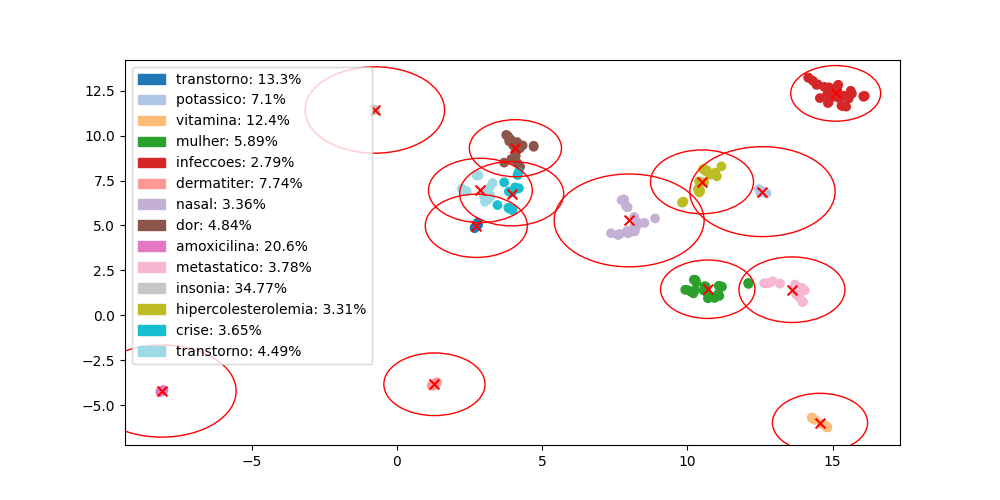 transtorno: 13.3%
potassico: 7.1%
vitamina: 12.4%
mulher: 5.89%
infeccoes: 2.79%
dermatiter: 7.74%
nasal: 3.36%
dor: 4.84%
amoxicilina: 20.6%
metastatico: 3.78%
insonia: 34.77%
hipercolesterolemia: 3.31%
crise: 3.65%
transtorno: 4.49%
12.5
10.0
7.5
5.0
2.5
0.0
−2.5
−5.0
−5 0 5 10 15